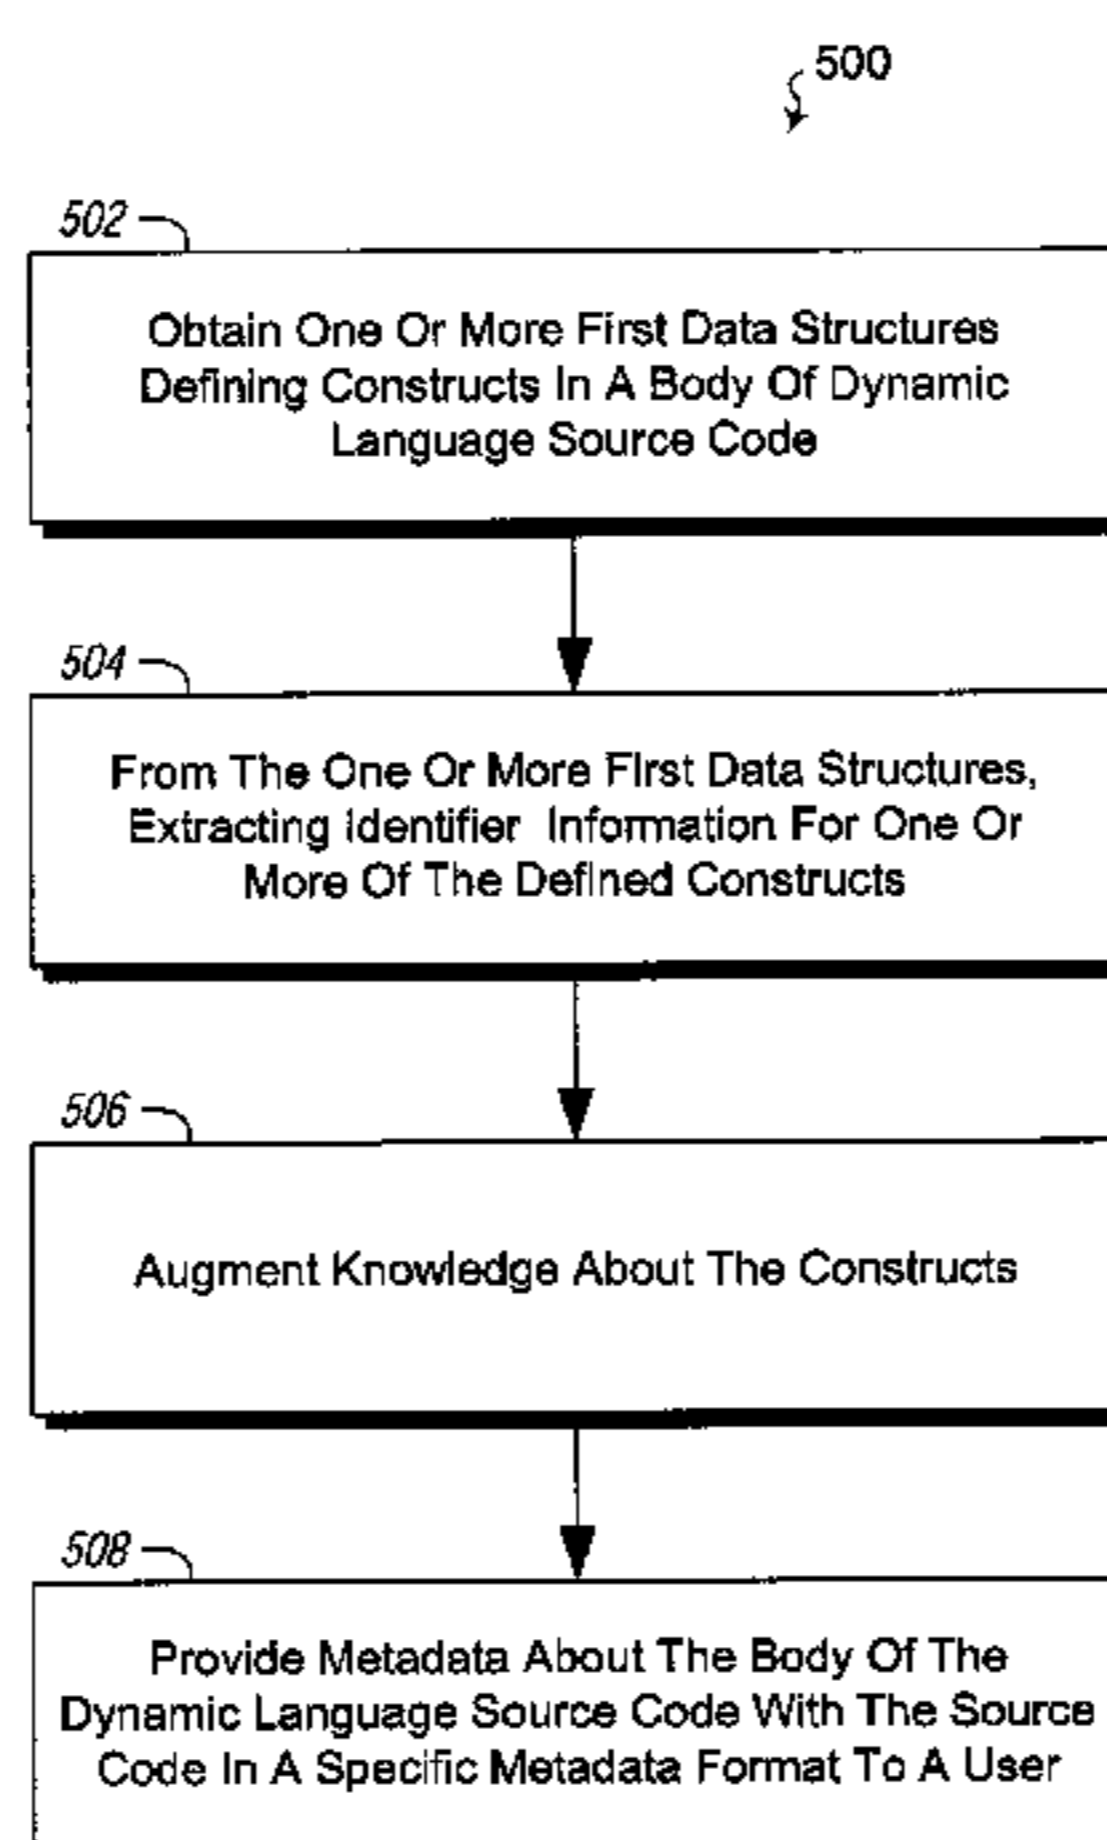 500
502
Obtain One Or More First Data Structures
Defining Constructs In A Body Of Dynamic
Language Source Code
504
From The One Or More First Data Structures,
Extracting Identifier Information For One Or
More Of The Defined Constructs
506
Augment Knowledge About The Constructs
508
Provide Metadata About The Body Of The
Dynamic Language Source Code With The Source
Code In A Specific Metadata Format To A User